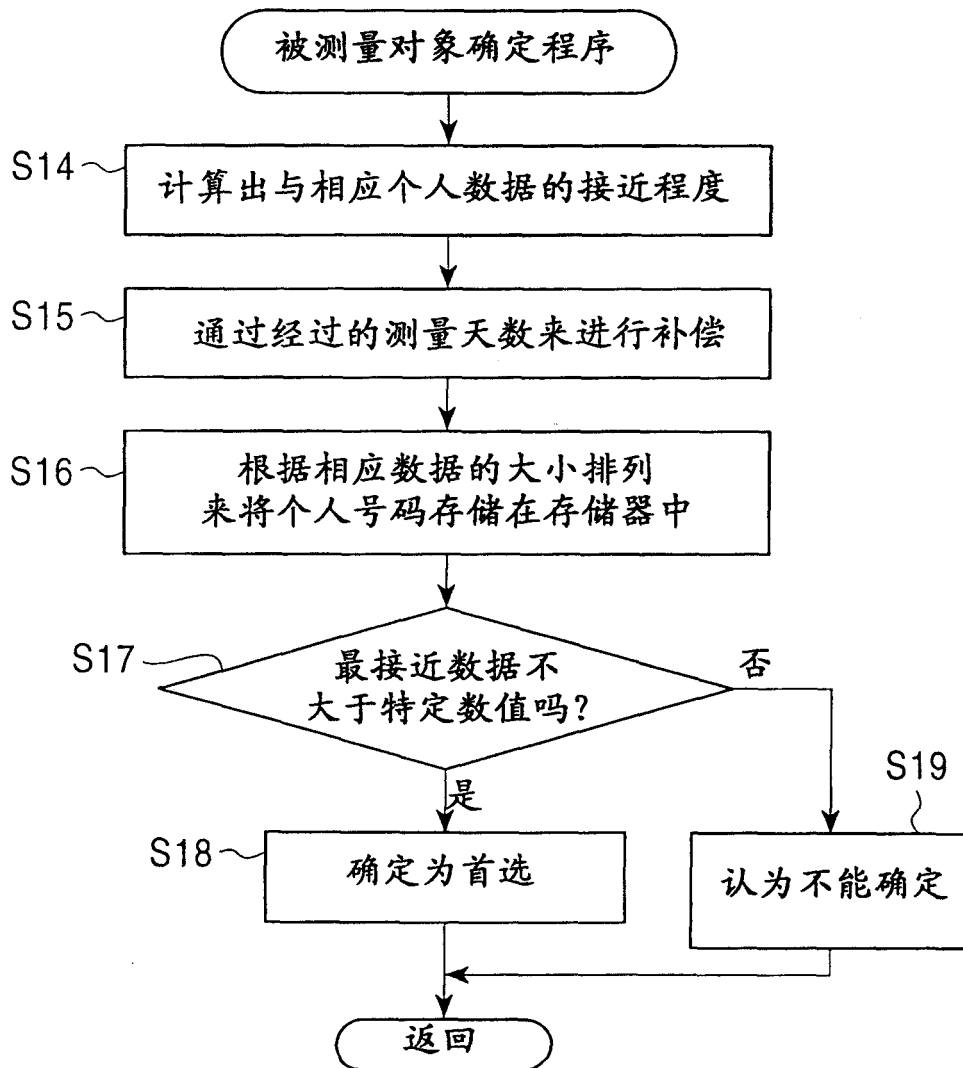 被测量对象确定程序
S14
计算出与相应个人数据的接近程度
S15
通过经过的测量天数来进行补偿
S16
根据相应数据的大小排列
来将个人号码存储在存储器中
S17
最接近数据不
大于特定数值吗?
否
是
S18
确定为首选
S19
认为不能确定
返回